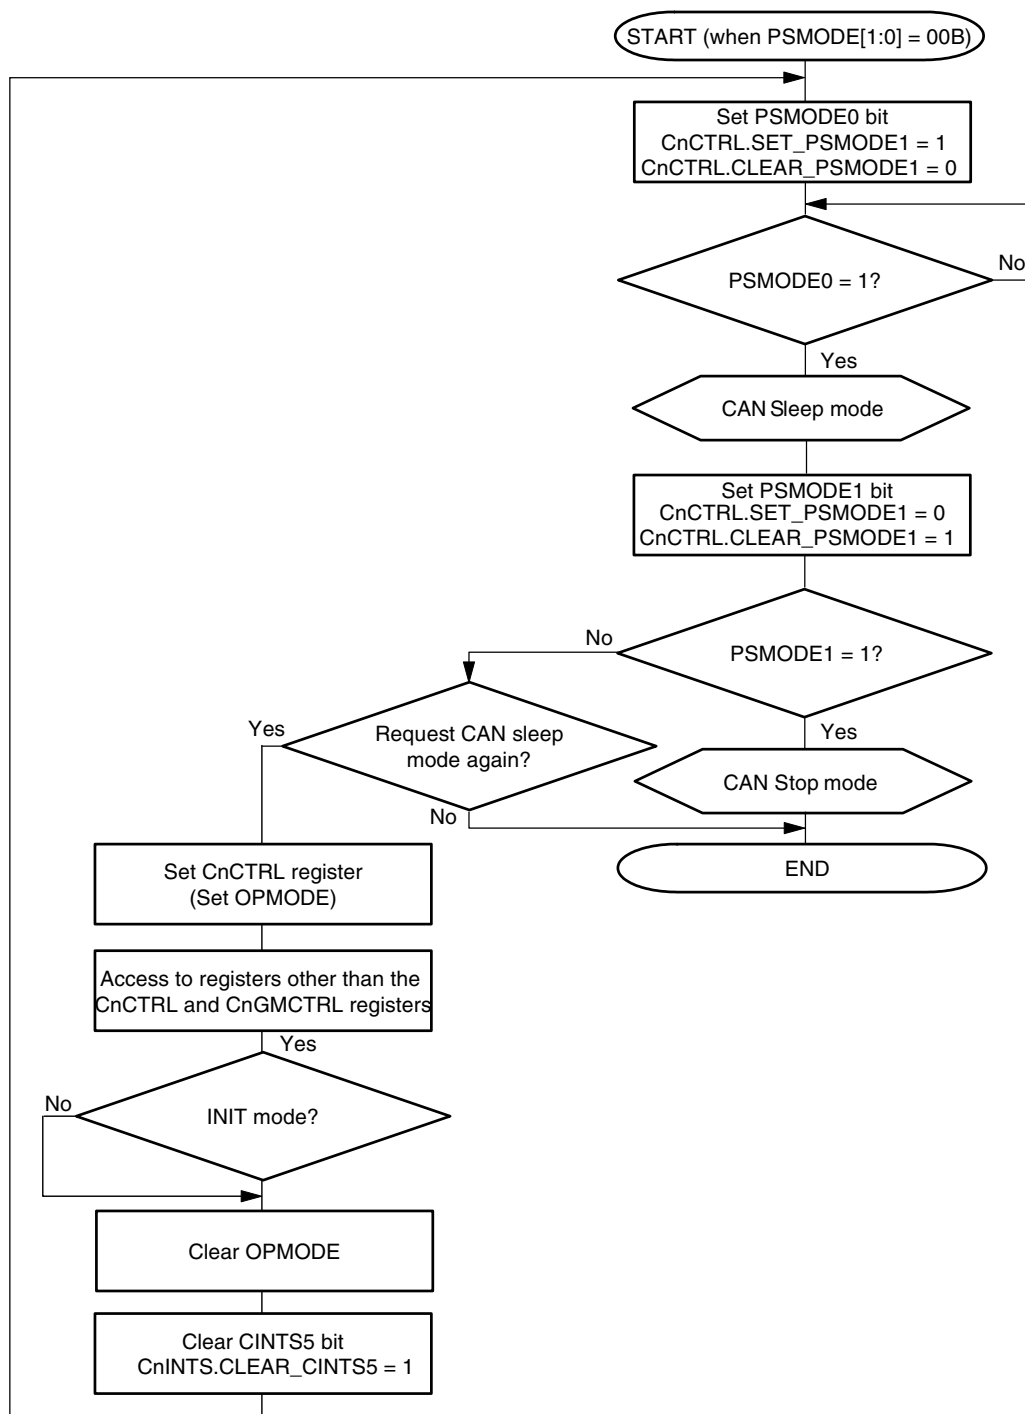 START (when PSMODE[1:0] = 00B)
Set PSMODE0 bit
CnCTRL.SET_PSMODE1 = 1
CnCTRL.CLEAR_PSMODE1 = 0
PSMODE0 = 1?
No
Yes
CAN Sleep mode
Set PSMODE1 bit
CnCTRL.SET_PSMODE1 = 0
CnCTRL.CLEAR_PSMODE1 = 1
No
PSMODE1 = 1?
Yes
Request CAN sleep
mode again?
Yes
No
CAN Stop mode
END
Set CnCTRL register
(Set OPMODE)
Access to registers other than the
CnCTRL and CnGMCTRL registers
Yes
No
INIT mode?
Clear OPMODE
Clear CINTS5 bit
CnINTS.CLEAR_CINTS5 = 1